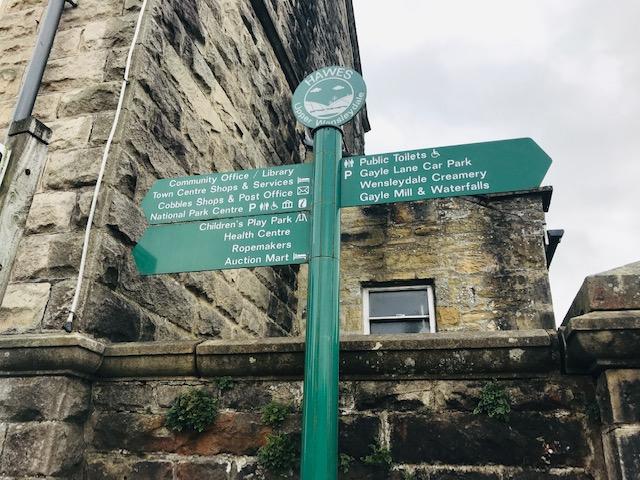 HAWES
Upper Wensleydale
Community Office / Library
Town Centre Shops & Services
Cobbles Shops & Post Office
National Park Centre P i
Children's Play Park
Health Centre
Ropemakers
Auction Mart
Public Toilets
P Gayle Lane Car Park
Wensleydale Creamery
Gayle Mill & Waterfalls